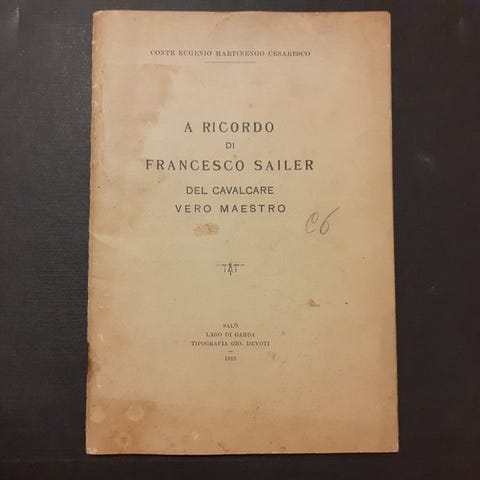 CONTE EUGENIO MARTINENGO CESARESCO
A RICORDO
DI
FRANCESCO SAILER
DEL CAVALCARE
VERO MAESTRO
C6
SALÒ
LAGO DI GARDA
TIPOGRAFIA GIO. DEVOTI